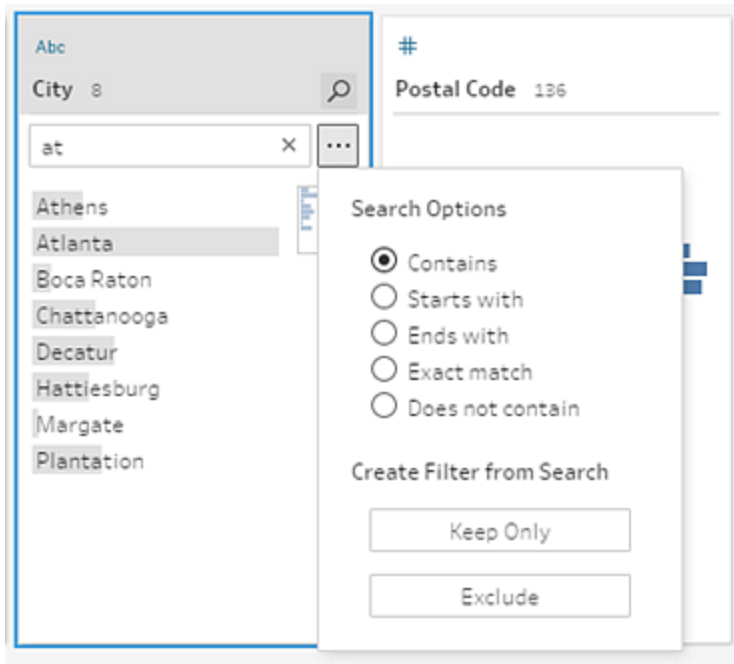 Abc
City 8
at
Athens
Atlanta
Boca Raton
Chattanooga
Decatur
Hattiesburg
Margate
Plantation
#
Postal Code 136
Search Options
Contains
Starts with
Ends with
Exact match
Does not contain
Create Filter from Search
Keep Only
Exclude